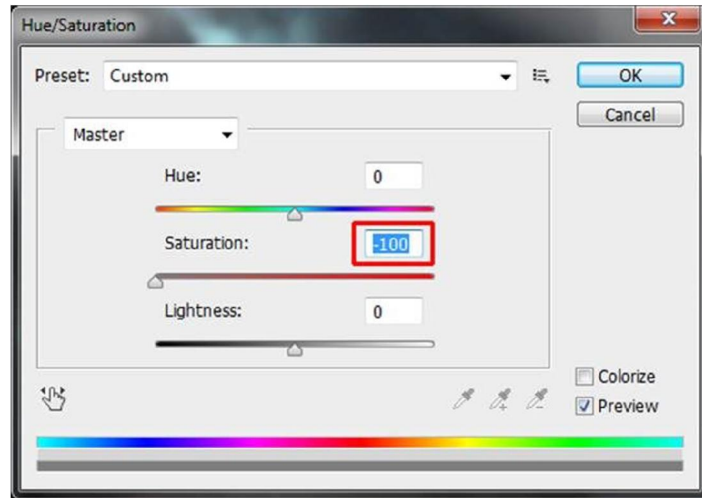 Hue/Saturation
Preset: Custom
OK
Cancel
Master
Hue: 0
Saturation: -100
Lightness: 0
Colorize
Preview